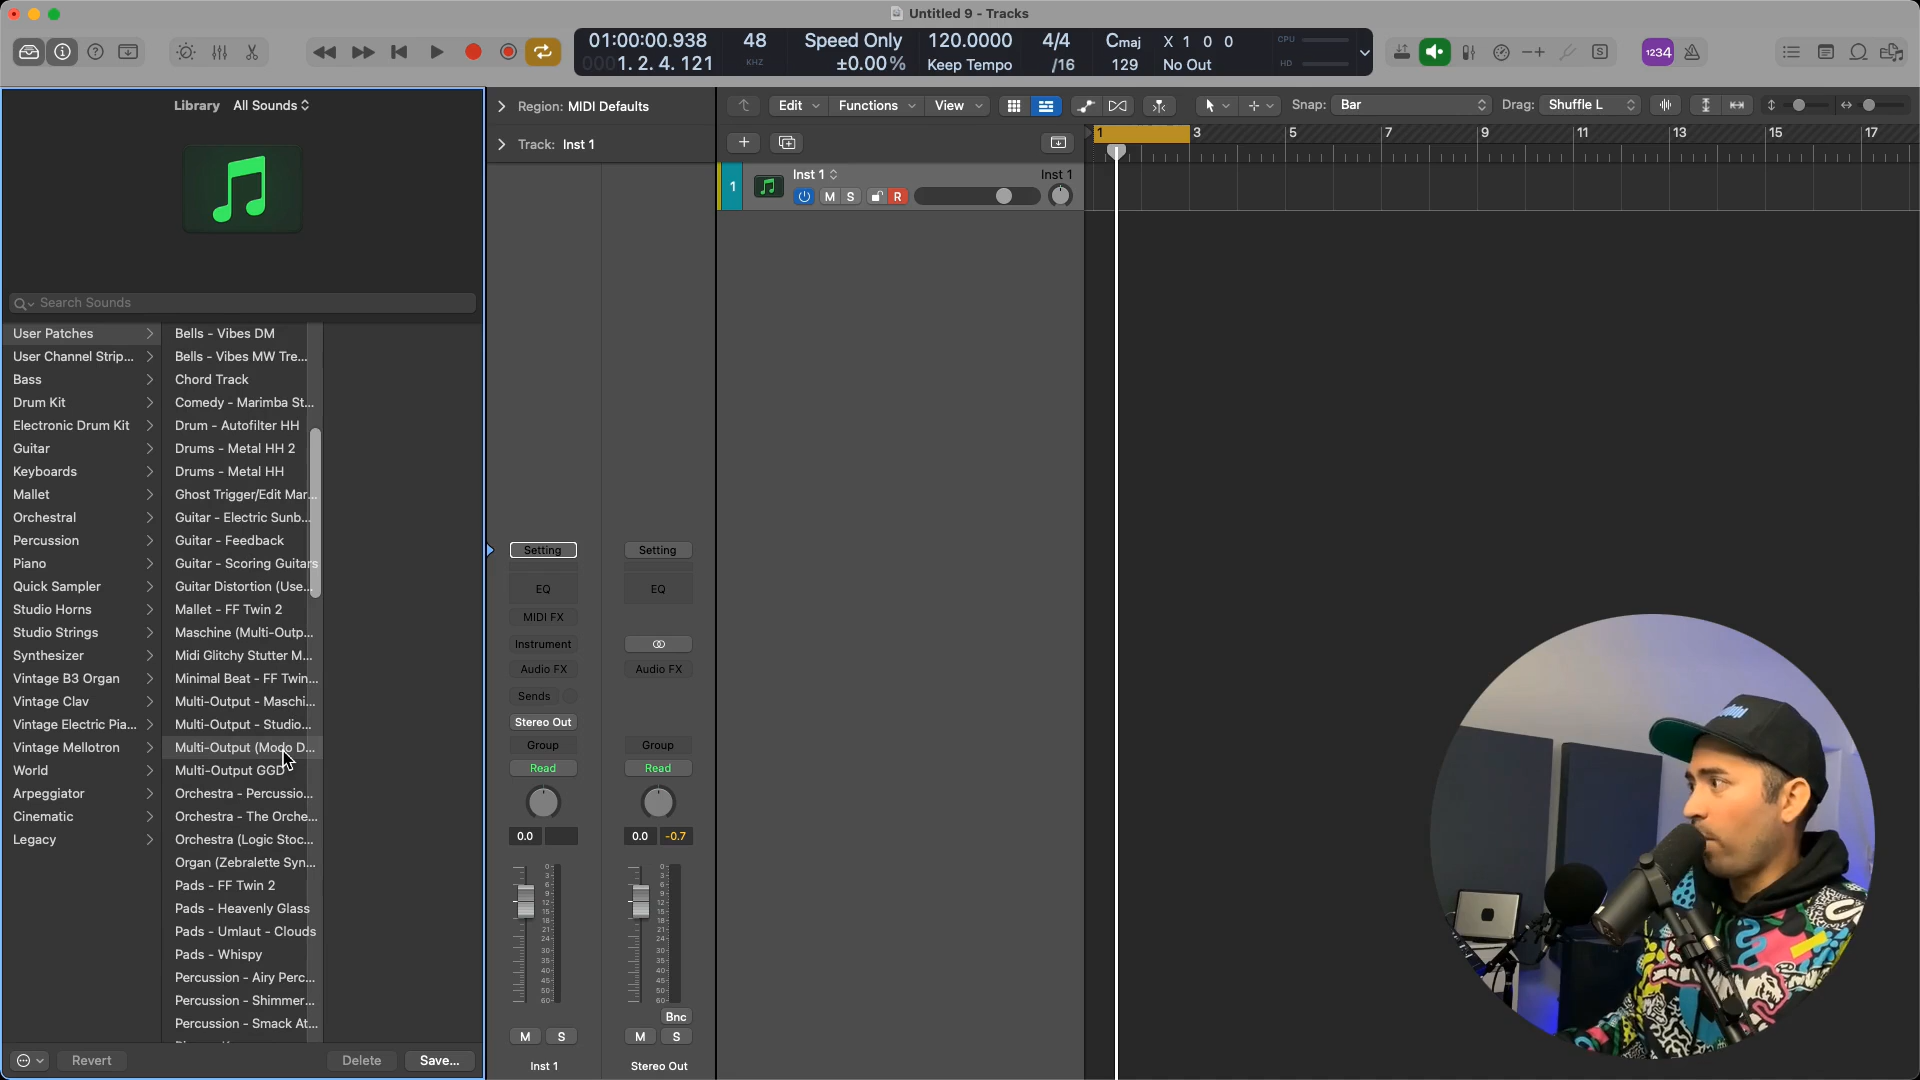 Untitled 9 - Tracks
01:00:00.938
1. 2. 4. 121
48
KHZ
Speed Only
±0.00%
120.0000
Keep Tempo
4/4
/16
Cmaj
129
X 1 0 0
No Out
CPU
HD
1234
S
Library All Sounds
Search Sounds
User Patches
User Channel Strip...
Bass
Drum Kit
Electronic Drum Kit
Guitar
Keyboards
Mallet
Orchestral
Percussion
Piano
Quick Sampler
Studio Horns
Studio Strings
Synthesizer
Vintage B3 Organ
Vintage Clav
Vintage Electric Pia...
Vintage Mellotron
World
Arpeggiator
Cinematic
Legacy
Bells - Vibes DM
Bells - Vibes MW Tre...
Chord Track
Comedy - Marimba St...
Drum - Autofilter HH
Drums - Metal HH 2
Drums - Metal HH
Ghost Trigger/Edit Mar...
Guitar - Electric Sunb...
Guitar - Feedback
Guitar - Scoring Guitars
Guitar Distortion (Use...
Mallet - FF Twin 2
Maschine (Multi-Outp...
Midi Glitchy Stutter M...
Minimal Beat - FF Twin...
Multi-Output - Maschi...
Multi-Output - Studio...
Multi-Output (Modo D...
Multi-Output GGD
Orchestra - Percussio...
Orchestra - The Orche...
Orchestra (Logic Stoc...
Organ (Zebralette Syn...
Pads - FF Twin 2
Pads - Heavenly Glass
Pads - Umlaut - Clouds
Pads - Whispy
Percussion - Airy Perc...
Percussion - Shimmer...
Percussion - Smack At...
Revert
Delete
Save...
Region: MIDI Defaults
Track: Inst 1
Setting
EQ
MIDI FX
Instrument
Audio FX
Sends
Stereo Out
Group
Read
0.0
M S
Inst 1
Setting
EQ
Audio FX
Group
Read
0.0 -0.7
Bnc
M S
Stereo Out
Edit
Functions
View
Snap: Bar
Drag: Shuffle L
1 3 5 7 9 11 13 15 17
1
Inst 1
M S R
Inst 1